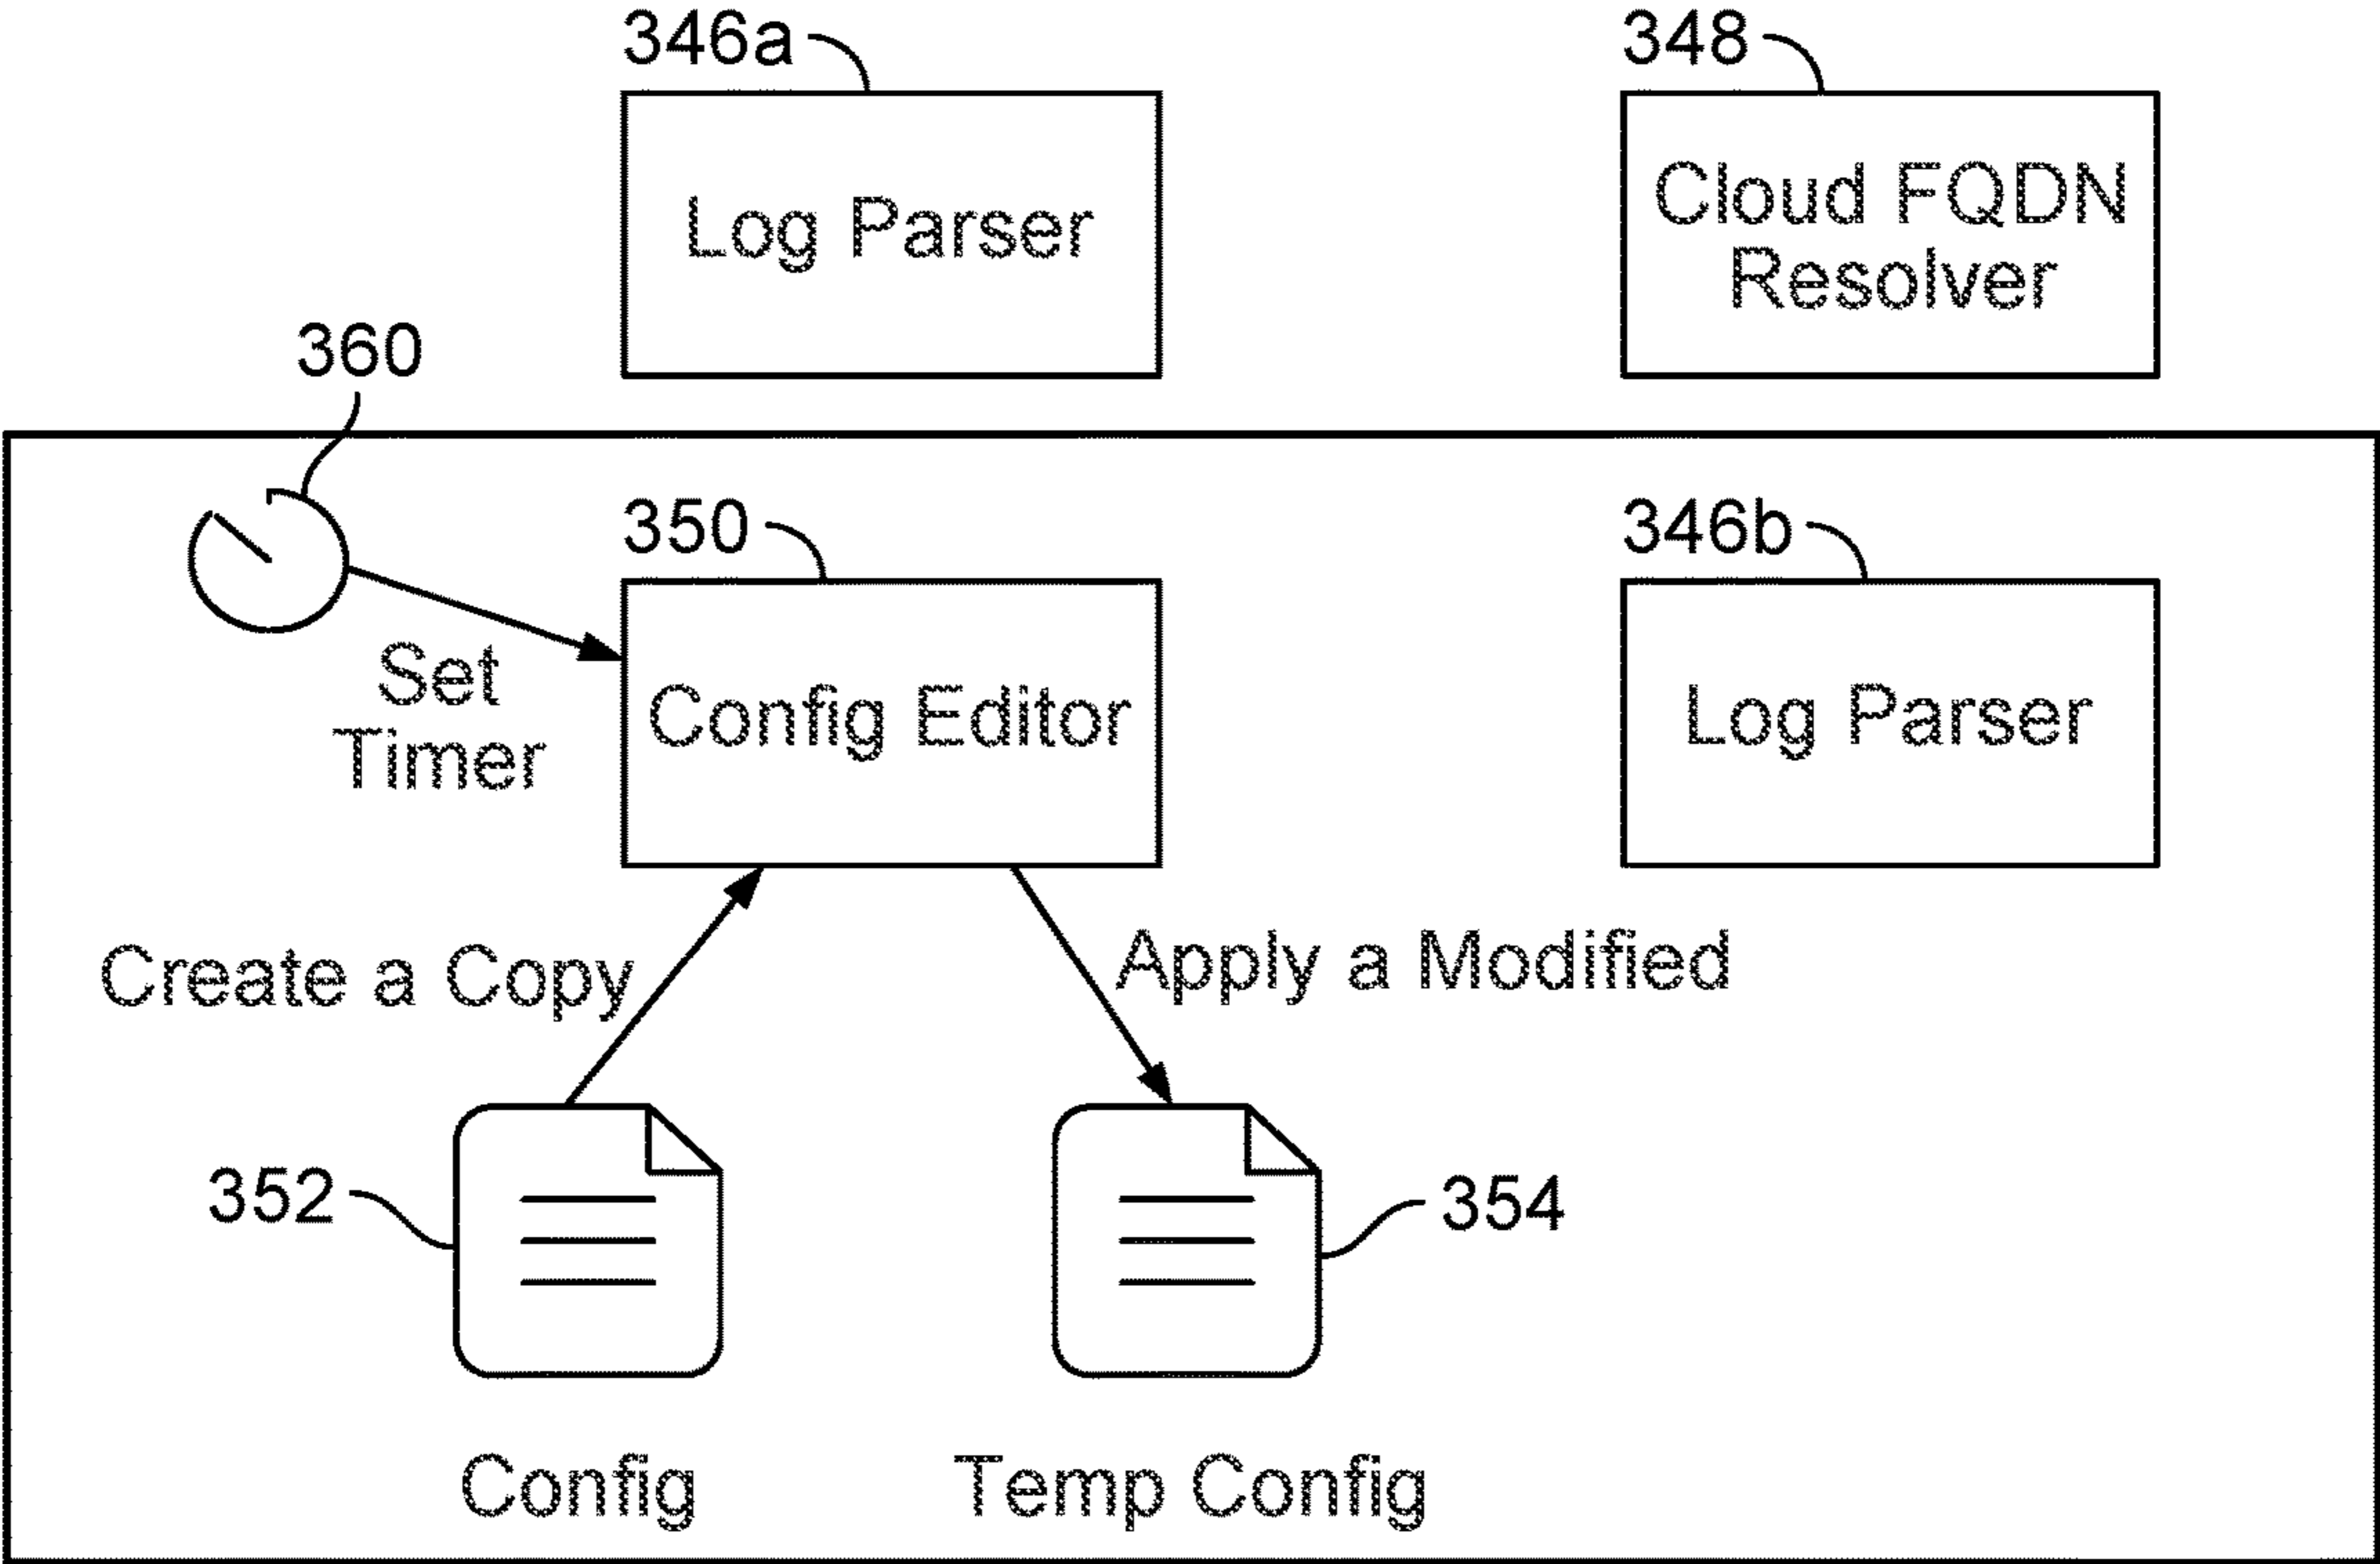 346a
348
Log Parser
Cloud FQDN
Resolver
360
350
346b
Set
Timer
Config Editor
Log Parser
Create a Copy
Apply a Modified
352
354
Config
Temp Config